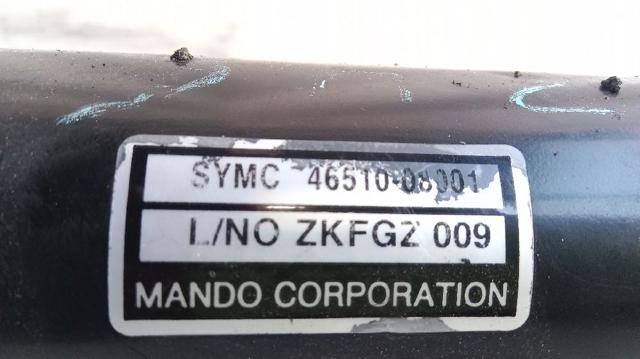 SYMC 46510-08001
L/NO ZKFGZ 009
MANDO CORPORATION